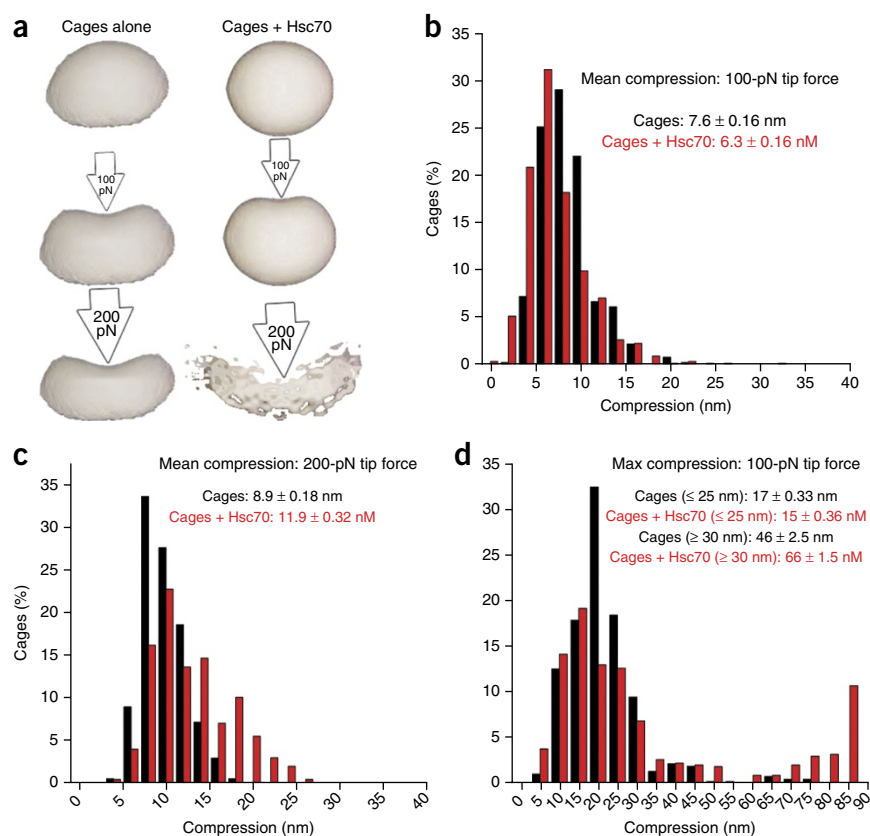 a
Cages alone
Cages + Hsc70
100
pN
100
pN
200
pN
200
pN
b
35
30
25
20
15
10
5
0
Cages (%)
Mean compression: 100-pN tip force
Cages: 7.6 ± 0.16 nm
Cages + Hsc70: 6.3 ± 0.16 nM
0 5 10 15 20 25 30 35 40
Compression (nm)
c
35
30
25
20
15
10
5
0
Cages (%)
Mean compression: 200-pN tip force
Cages: 8.9 ± 0.18 nm
Cages + Hsc70: 11.9 ± 0.32 nM
0 5 10 15 20 25 30 35 40
Compression (nm)
d
35
30
25
20
15
10
5
0
Cages (%)
Max compression: 100-pN tip force
Cages (≤ 25 nm): 17 ± 0.33 nm
Cages + Hsc70 (≤ 25 nm): 15 ± 0.36 nM
Cages (≥ 30 nm): 46 ± 2.5 nm
Cages + Hsc70 (≥ 30 nm): 66 ± 1.5 nM
0 5 10 15 20 25 30 35 40 45 50 55 60 65 70 75 80 85 90
Compression (nm)